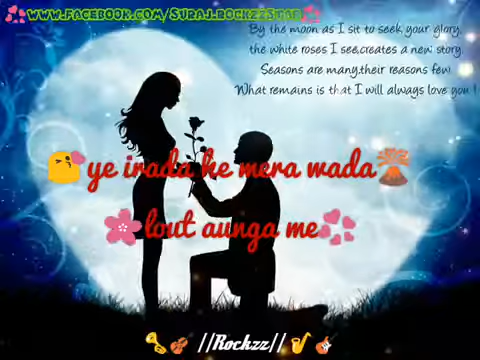 💞www.facebook.com/Suraj.rockzzstar💞
By the moon as I sit to seek your glory,
the white roses I see,creates a new story.
Seasons are many,their reasons few
What remains is that I will always love you !
😘ye irada he mera wada🌋
🌸lout aunga me💞
🎺🎻 //Rockzz// 🎷🎸